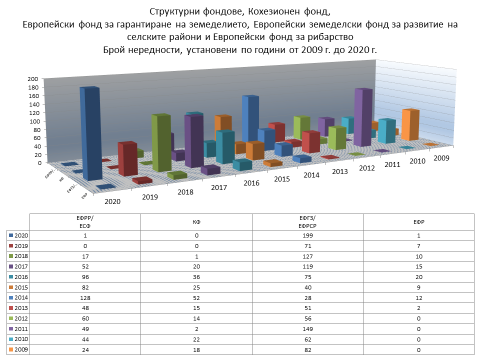 Структурни фондове, Кохезионен фонд,
Европейски фонд за гарантиране на земеделието, Европейски земеделски фонд за развитие на
селските райони и Европейски фонд за рибарство
Брой нередности, установени по години от 2009 г. до 2020 г.
200
180
160
140
120
100
80
60
40
20
0
2020 2019 2018 2017 2016 2015 2014 2013 2012 2011 2010 2009
ЕФРР/ ЕСФ КФ ЕФГЗ/ ЕФРСР ЕФР
2020 1 0 199 1
2019 0 0 71 7
2018 17 1 127 10
2017 52 20 119 15
2016 96 36 75 20
2015 82 25 40 9
2014 128 52 28 12
2013 48 15 51 2
2012 60 14 56 0
2011 49 2 149 0
2010 44 22 62 0
2009 24 18 82 0